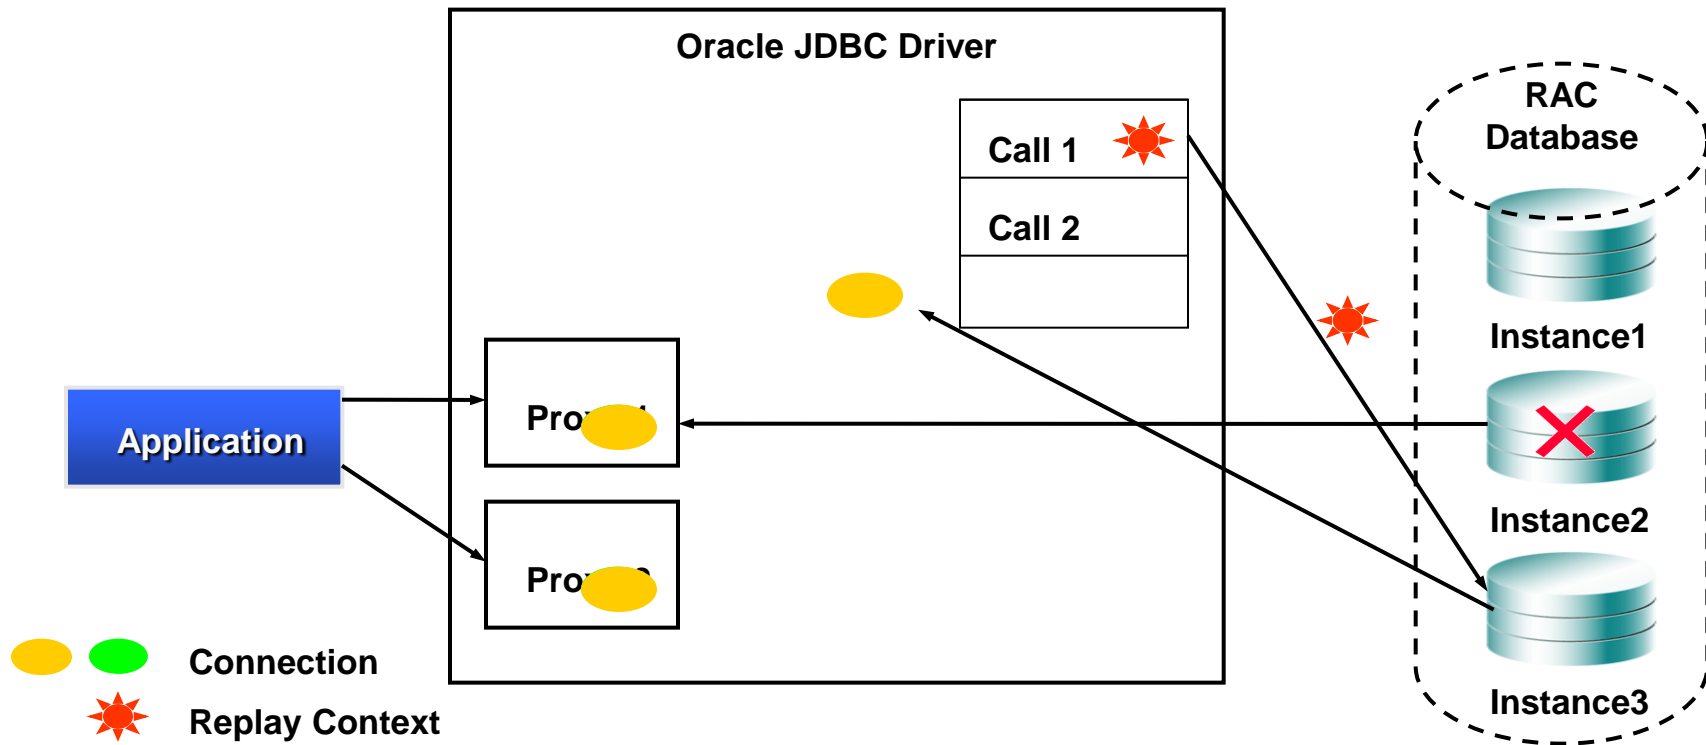 Oracle JDBC Driver
RAC
Database
Call 1
Call 2
Instance1
Application
Instance2
Connection
Instance3
Replay Context